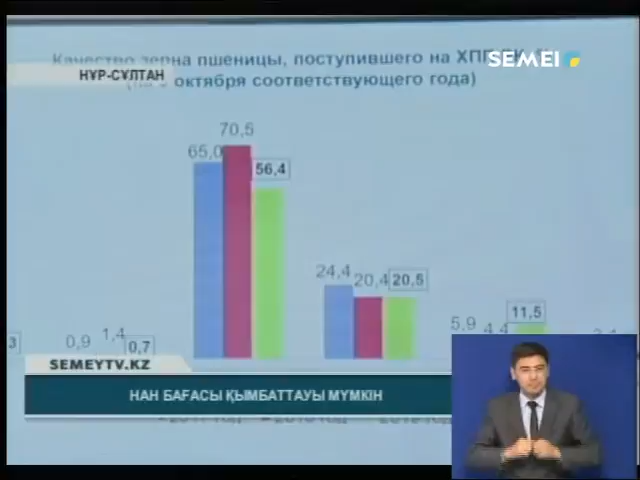 Качество зерна пшеницы, поступившего на
SEMEI
НҰР-СҰЛТАН
октября соответствующего года)
70,5
65,0
56,4
24,4
20,4
20,5
11,5
5,9
4,4
1,4
0,9
0,7
3
SEMEYTV.KZ
НАН БАҒАСЫ ҚЫМБАТТАУЫ МҮМКІН